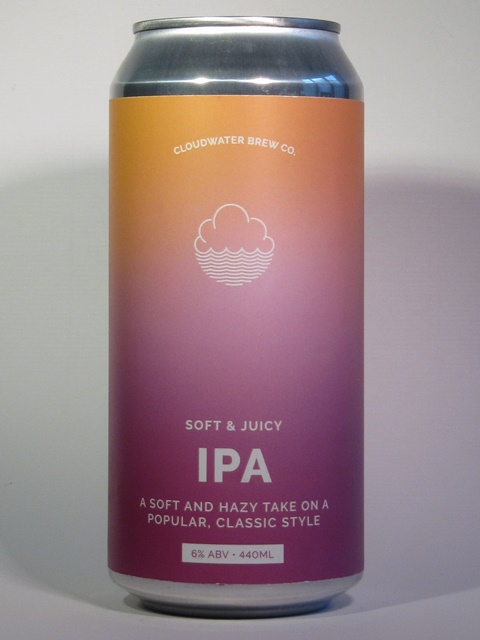 CLOUDWATER BREW CO.
SOFT & JUICY
IPA
A SOFT AND HAZY TAKE ON A
POPULAR, CLASSIC STYLE
6% ABV · 440ML